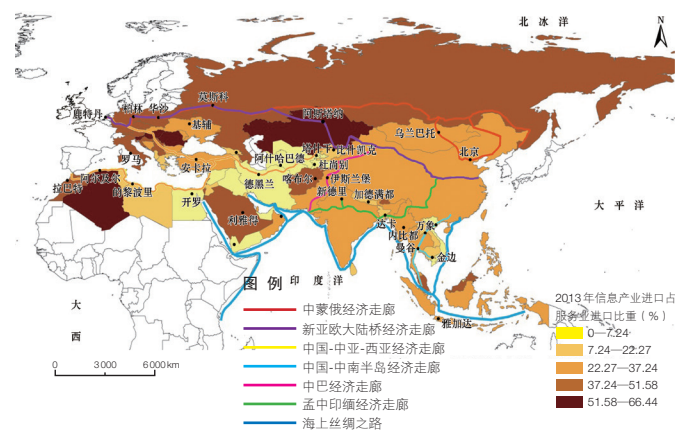 北 冰 洋
N
莫斯科
鹿特丹
柏林
华沙
阿斯塔纳
基辅
乌兰巴托
北京
塔什干
比什凯克
罗马
安卡拉
阿什哈巴德
杜尚别
阿尔及尔
拉巴特
的黎波里
德黑兰
喀布尔
伊斯兰堡
开罗
新德里
加德满都
利雅得
达卡
万象
内比都
曼谷
金边
大 平 洋
大
西
图 例
印 度 洋
雅加达
中蒙俄经济走廊
新亚欧大陆桥经济走廊
中国-中亚-西亚经济走廊
中国-中南半岛经济走廊
中巴经济走廊
孟中印缅经济走廊
海上丝绸之路
0 3000 6000km
2013年信息产业进口占
服务业进口比重（%）
0—7.24
7.24—22.27
22.27—37.24
37.24—51.58
51.58—66.44